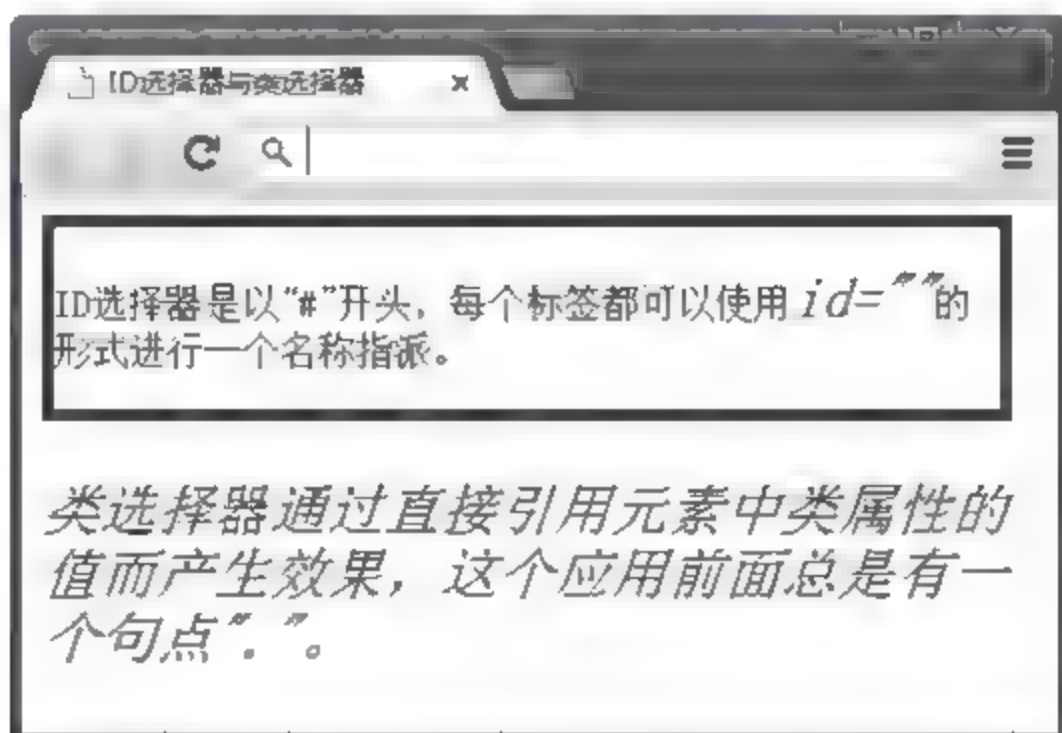 ID选择器与类选择器
ID选择器是以“#”开头，每个标签都可以使用id=""的
形式进行一个名称指派。
类选择器通过直接引用元素中类属性的
值而产生效果，这个应用前面总是有一
个句点"."。